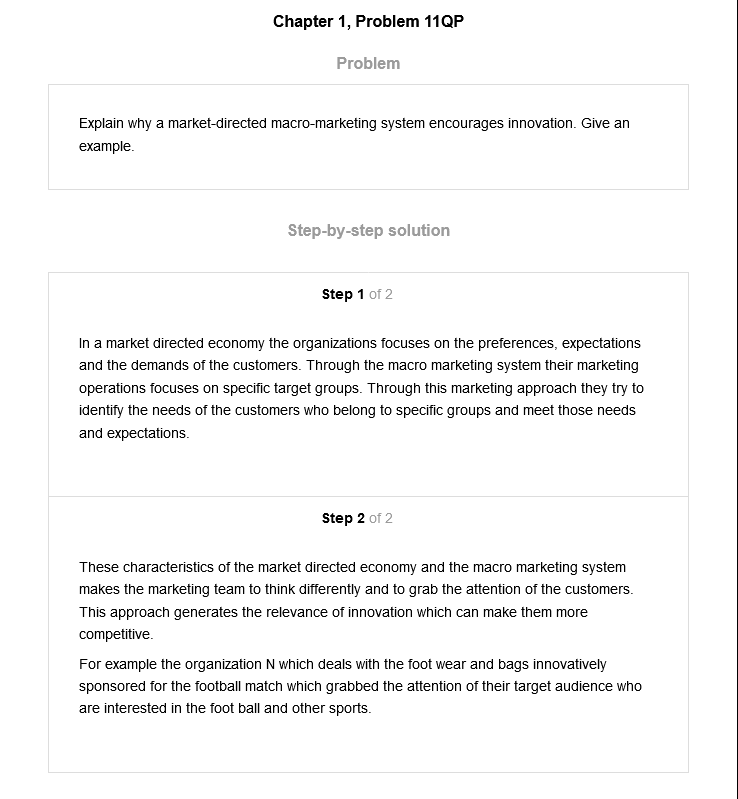 Chapter 1, Problem 11QP
Problem
Explain why a market-directed macro-marketing system encourages innovation. Give an
example.
Step-by-step solution
Step 1 of 2
In a market directed economy the organizations focuses on the preferences, expectations
and the demands of the customers. Through the macro marketing system their marketing
operations focuses on specific target groups. Through this marketing approach they try to
identify the needs of the customers who belong to specific groups and meet those needs
and expectations.
Step 2 of 2
These characteristics of the market directed economy and the macro marketing system
makes the marketing team to think differently and to grab the attention of the customers.
This approach generates the relevance of innovation which can make them more
competitive.
For example the organization N which deals with the foot wear and bags innovatively
sponsored for the football match which grabbed the attention of their target audience who
are interested in the foot ball and other sports.